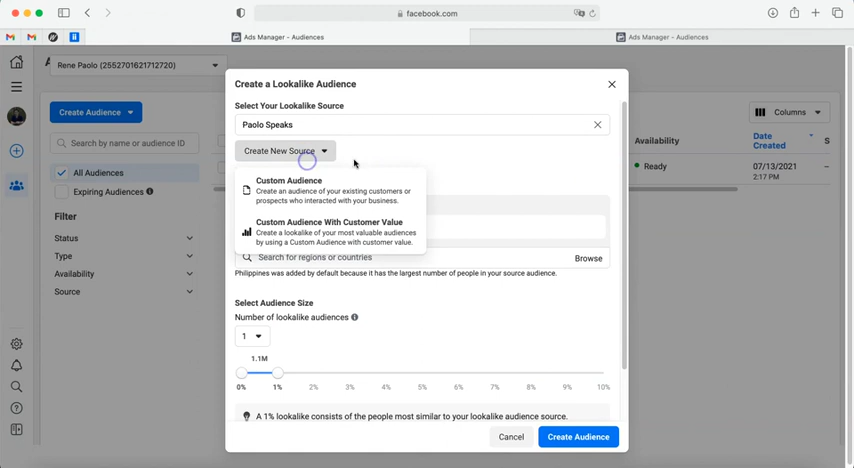 facebook.com
Ads Manager - Audiences
Ads Manager - Audiences
Rene Paolo (2552701621712720)
Create Audience
Search by name or audience ID
All Audiences
Expiring Audiences
Filter
Status
Type
Availability
Source
Columns
Availability
Date
Created
S
Ready
07/13/2021
2:17 PM
Create a Lookalike Audience
Select Your Lookalike Source
Paolo Speaks
Create New Source
Custom Audience
Create an audience of your existing customers or
prospects who interacted with your business.
Custom Audience With Customer Value
Create a lookalike of your most valuable audiences
by using a Custom Audience with customer value.
Search for regions or countries
Browse
Philippines was added by default because it has the largest number of people in your source audience.
Select Audience Size
Number of lookalike audiences
1
1.1M
0% 1% 2% 3% 4% 5% 6% 7% 8% 9% 10%
A 1% lookalike consists of the people most similar to your lookalike audience source.
Cancel
Create Audience